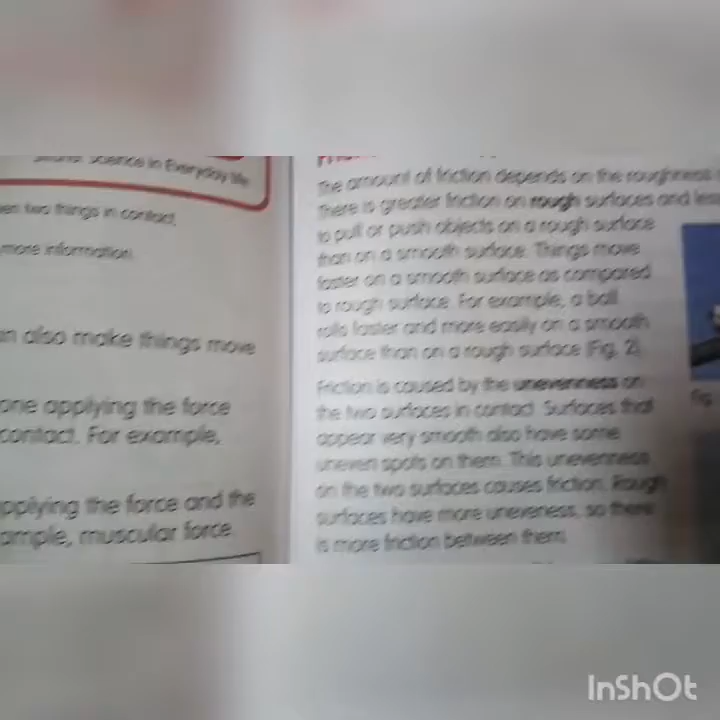 Science in Everyday life
two things in contact.
more information.
also make things move
one applying the force
contact. For example,
applying the force and the
ample, muscular force
The amount of friction depends on the roughness
there is greater friction on rough surfaces and
to pull or push objects on a rough surface
than on a smooth surface. Things move
faster on a smooth surface as compared
to rough surface. For example, a ball
rolls faster and more easily on a smooth
surface than on a rough surface (Fig. 2).
Friction is caused by the unevenness on
the two surfaces in contact. Surfaces that
appear very smooth also have some
uneven spots on them. This unevenness
on the two surfaces causes friction. Rough
surfaces have more uneveness, so there
is more friction between them.
Fig.
InShOt